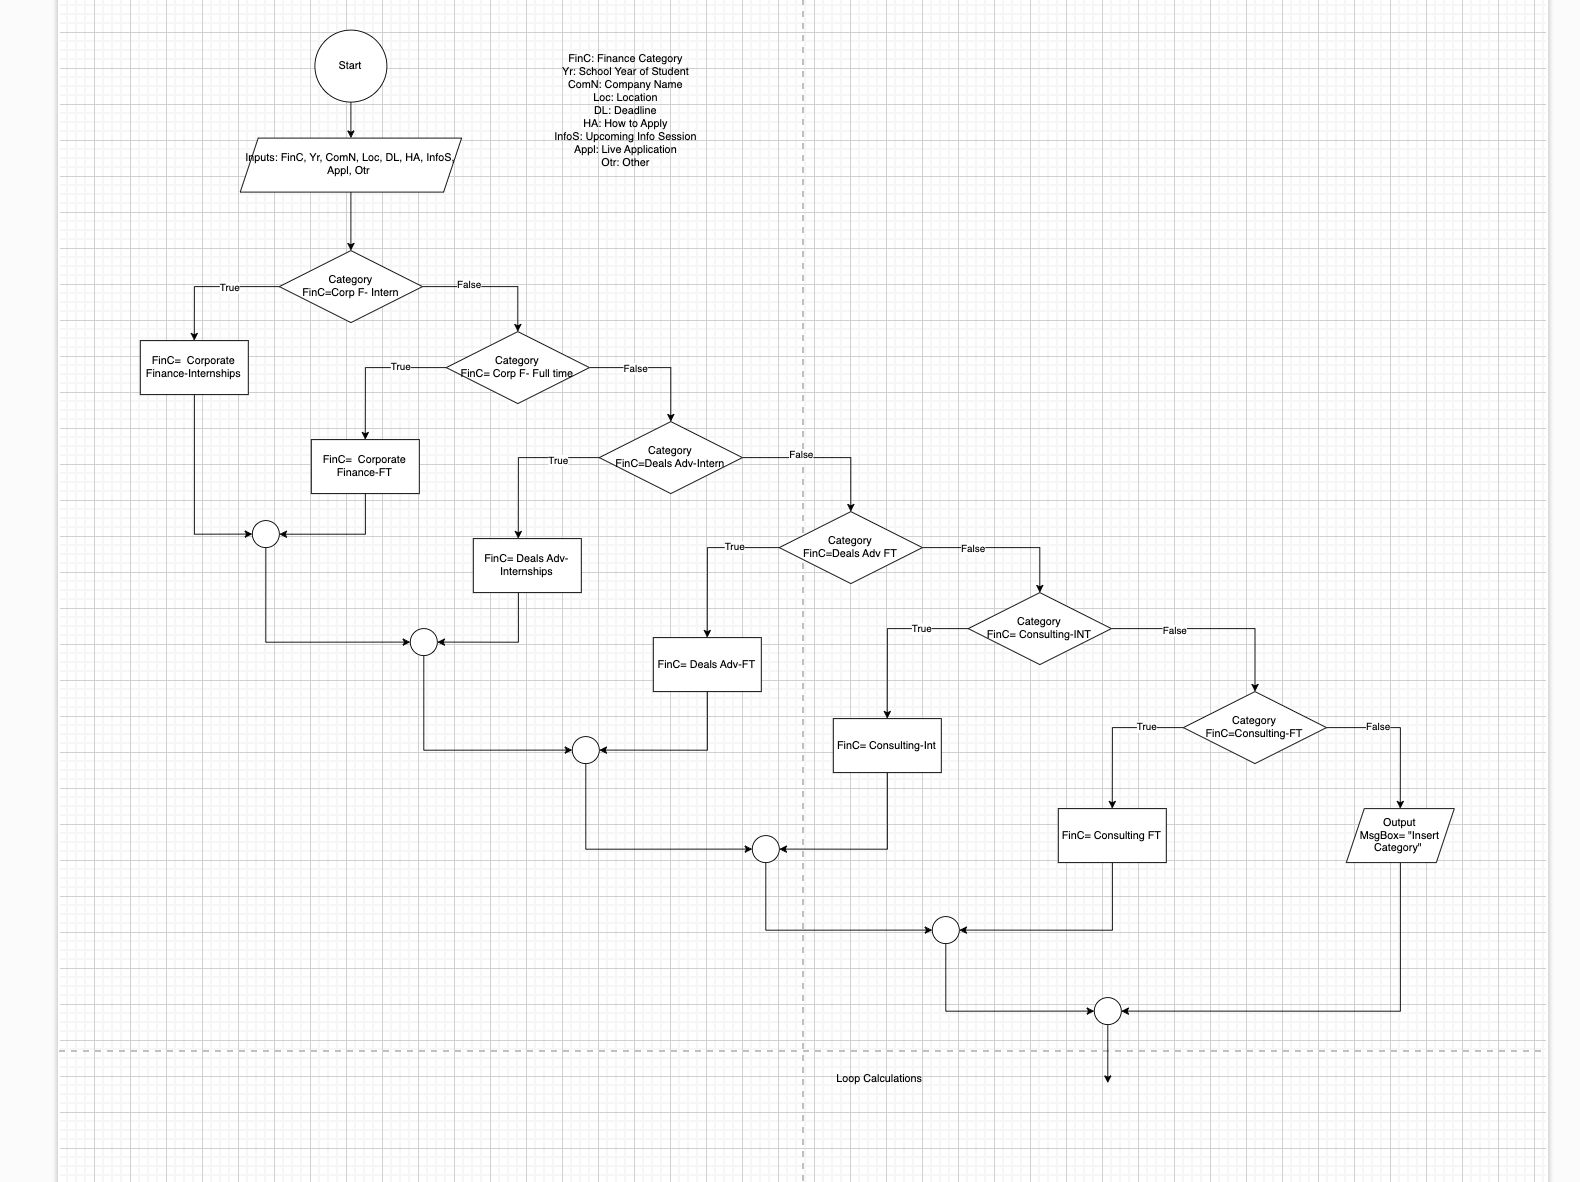 Start
FinC: Finance Category
Yr: School Year of Student
ComN: Company Name
Loc: Location
DL: Deadline
HA: How to Apply
InfoS: Upcoming Info Session
Appl: Live Application
Otr: Other
Inputs: FinC, Yr, ComN, Loc, DL, HA, InfoS,
Appl, Otr
Category
FinC=Corp F- Intern
True
False
FinC=  Corporate
Finance-Internships
Category
FinC= Corp F- Full time
True
False
FinC=  Corporate
Finance-FT
Category
FinC=Deals Adv-Intern
True
False
FinC= Deals Adv-
Internships
Category
FinC=Deals Adv FT
True
False
FinC= Deals Adv-FT
Category
FinC= Consulting-INT
True
False
FinC= Consulting-Int
Category
FinC=Consulting-FT
True
False
FinC= Consulting FT
Output
MsgBox= "Insert
Category"
Loop Calculations